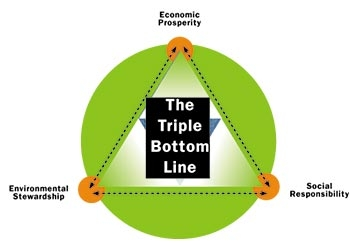 Economic
Prosperity
The
Triple
Bottom
Line
Environmental
Stewardship
Social
Responsibility